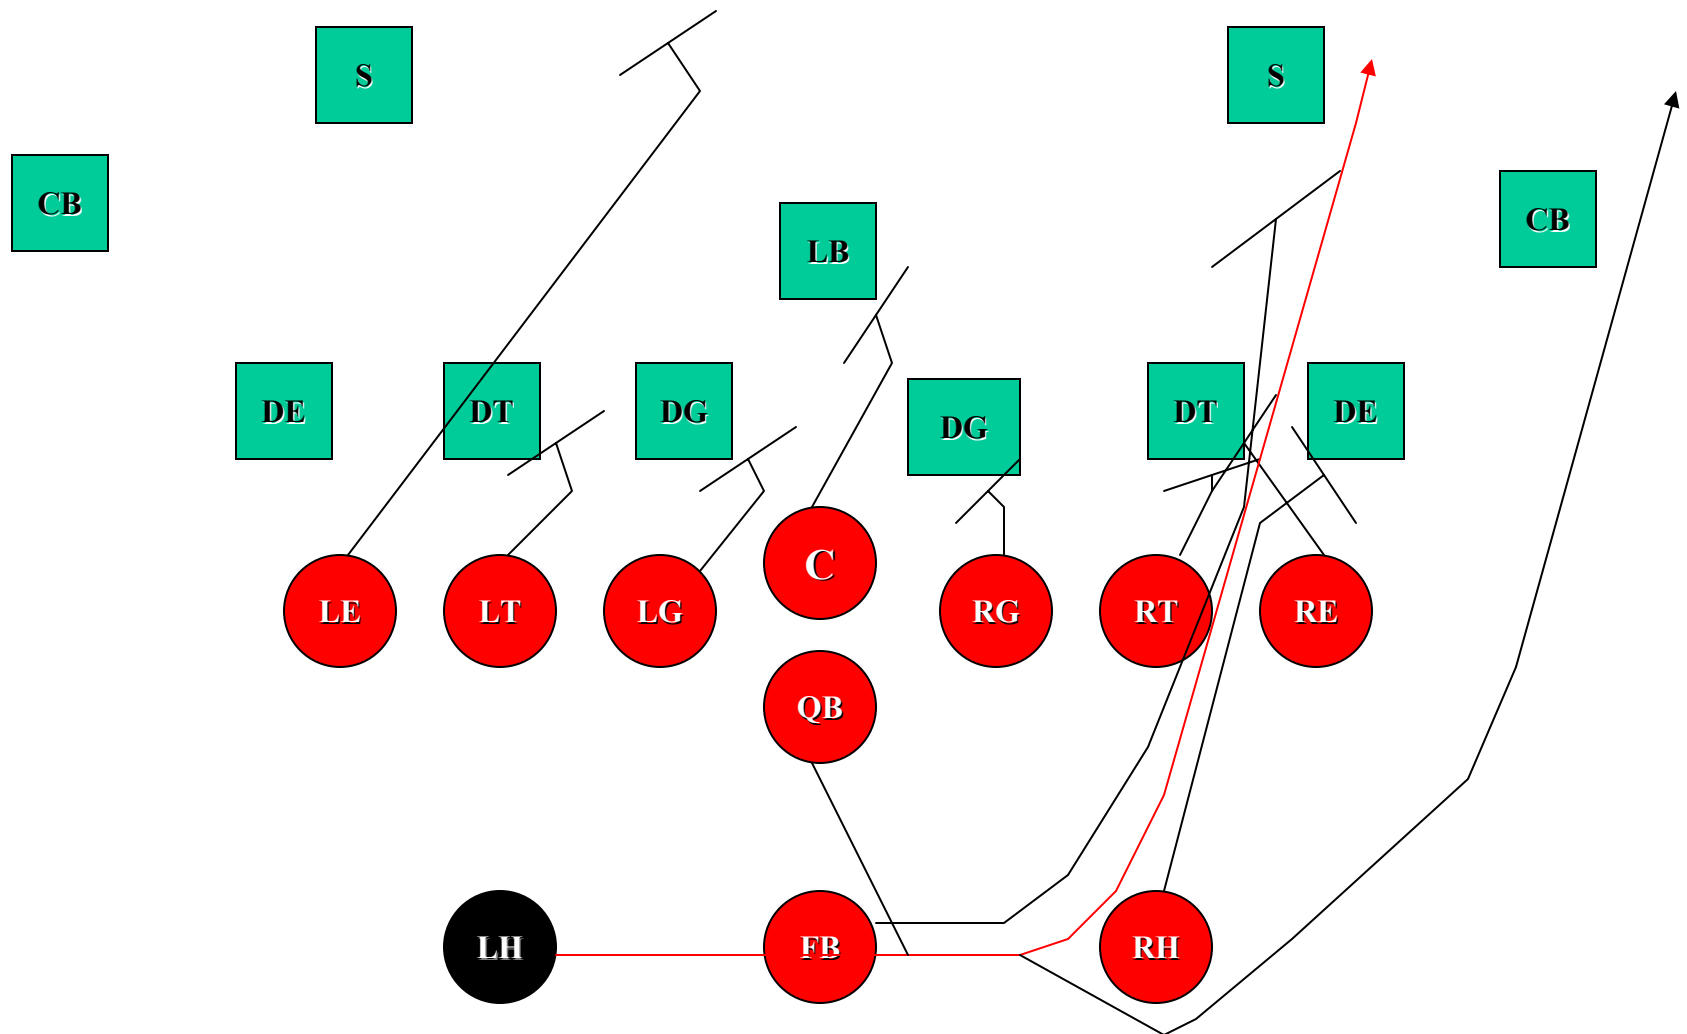 S
S
CB
CB
LB
DE
DT
DG
DG
DT
DE
C
LE
LT
LG
RG
RT
RE
QB
LH
FB
RH